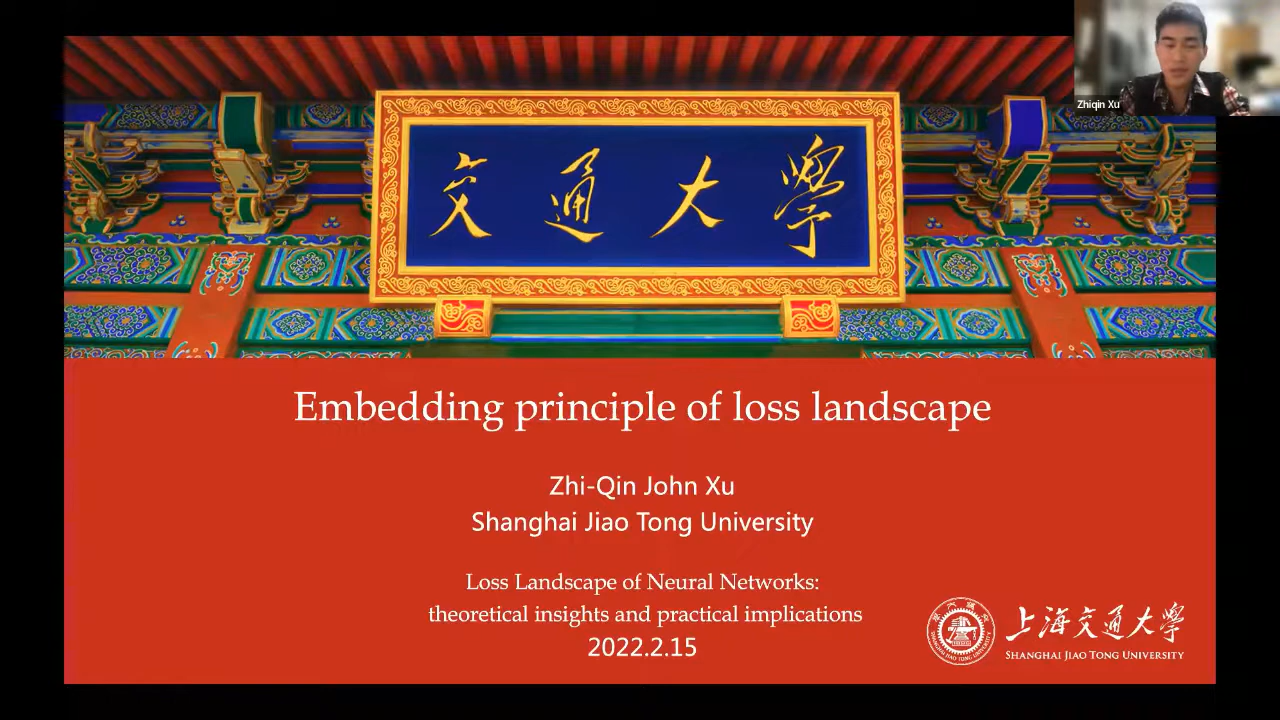 Zhiqin Xu
交通大學
Embedding principle of loss landscape
Zhi-Qin John Xu
Shanghai Jiao Tong University
Loss Landscape of Neural Networks:
theoretical insights and practical implications
2022.2.15
上海交通大學
SHANGHAI JIAO TONG UNIVERSITY